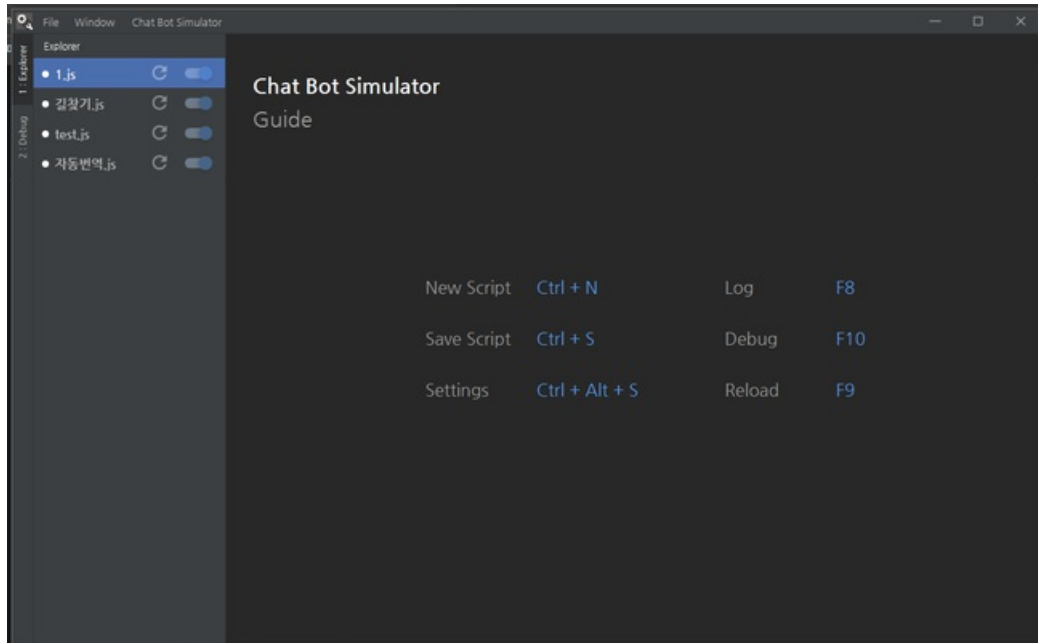 File Window Chat Bot Simulator
1 : Explorer
2 : Debug
Explorer
1.js
길찾기.js
test.js
자동번역.js
Chat Bot Simulator
Guide
New Script Ctrl + N Log F8
Save Script Ctrl + S Debug F10
Settings Ctrl + Alt + S Reload F9